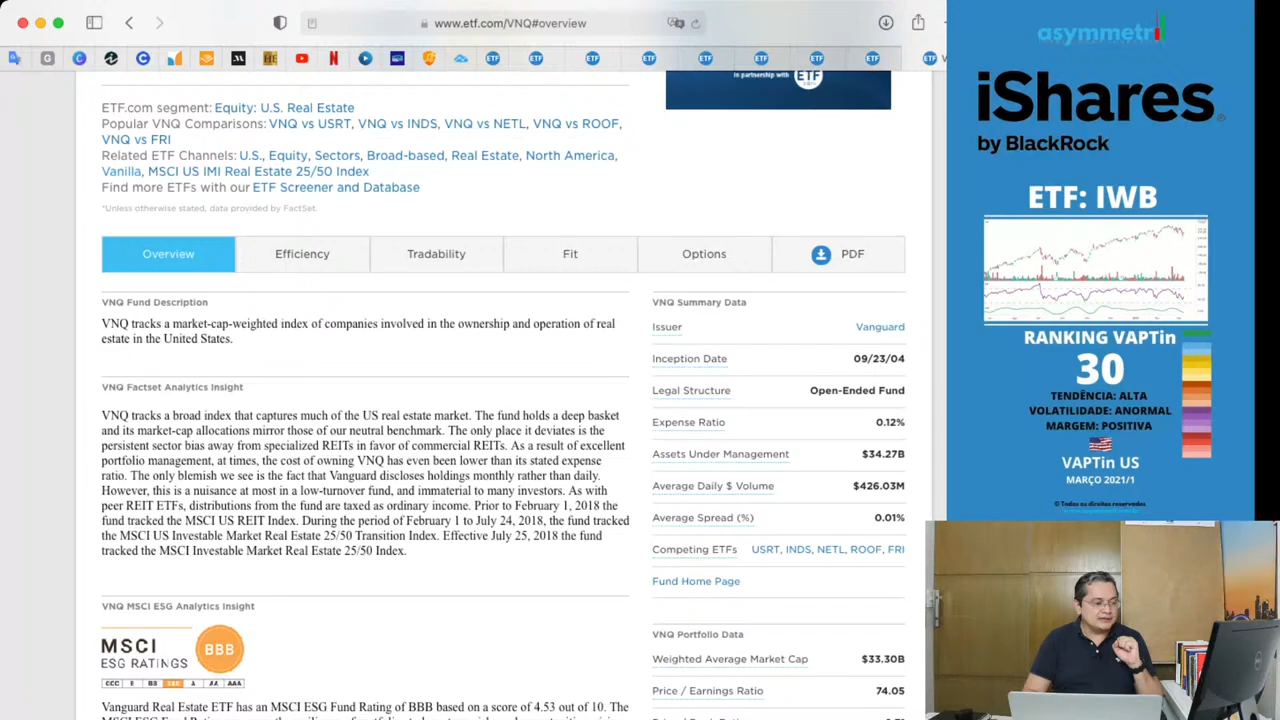 www.etf.com/VNQ#overview
in partnership with ETF
ETF.com segment: Equity: U.S. Real Estate
Popular VNQ Comparisons: VNQ vs USRT, VNQ vs INDS, VNQ vs NETL, VNQ vs ROOF,
VNQ vs FRI
Related ETF Channels: U.S., Equity, Sectors, Broad-based, Real Estate, North America,
Vanilla, MSCI US IMI Real Estate 25/50 Index
Find more ETFs with our ETF Screener and Database
*Unless otherwise stated, data provided by FactSet.
Overview Efficiency Tradability Fit Options PDF
VNQ Fund Description
VNQ tracks a market-cap-weighted index of companies involved in the ownership and operation of real
estate in the United States.
VNQ Factset Analytics Insight
VNQ tracks a broad index that captures much of the US real estate market. The fund holds a deep basket
and its market-cap allocations mirror those of our neutral benchmark. The only place it deviates is the
persistent sector bias away from specialized REITs in favor of commercial REITs. As a result of excellent
portfolio management, at times, the cost of owning VNQ has even been lower than its stated expense
ratio. The only blemish we see is the fact that Vanguard discloses holdings monthly rather than daily.
However, this is a nuisance at most in a low-turnover fund, and immaterial to many investors. As with
peer REIT ETFs, distributions from the fund are taxed as ordinary income. Prior to February 1, 2018 the
fund tracked the MSCI US REIT Index. During the period of February 1 to July 24, 2018, the fund tracked
the MSCI US Investable Market Real Estate 25/50 Transition Index. Effective July 25, 2018 the fund
tracked the MSCI Investable Market Real Estate 25/50 Index.
VNQ MSCI ESG Analytics Insight
MSCI
ESG RATINGS
BBB
CCC B BB BBB A AA AAA
Vanguard Real Estate ETF has an MSCI ESG Fund Rating of BBB based on a score of 4.53 out of 10. The
VNQ Summary Data
Issuer Vanguard
Inception Date 09/23/04
Legal Structure Open-Ended Fund
Expense Ratio 0.12%
Assets Under Management $34.27B
Average Daily $ Volume $426.03M
Average Spread (%) 0.01%
Competing ETFs USRT, INDS, NETL, ROOF, FRI
Fund Home Page
VNQ Portfolio Data
Weighted Average Market Cap $33.30B
Price / Earnings Ratio 74.05
asymmetri
iShares®
by BlackRock
ETF: IWB
RANKING VAPTin
30
TENDÊNCIA: ALTA
VOLATILIDADE: ANORMAL
MARGEM: POSITIVA
VAPTin US
MARÇO 2021/1
© Todos os direitos reservados